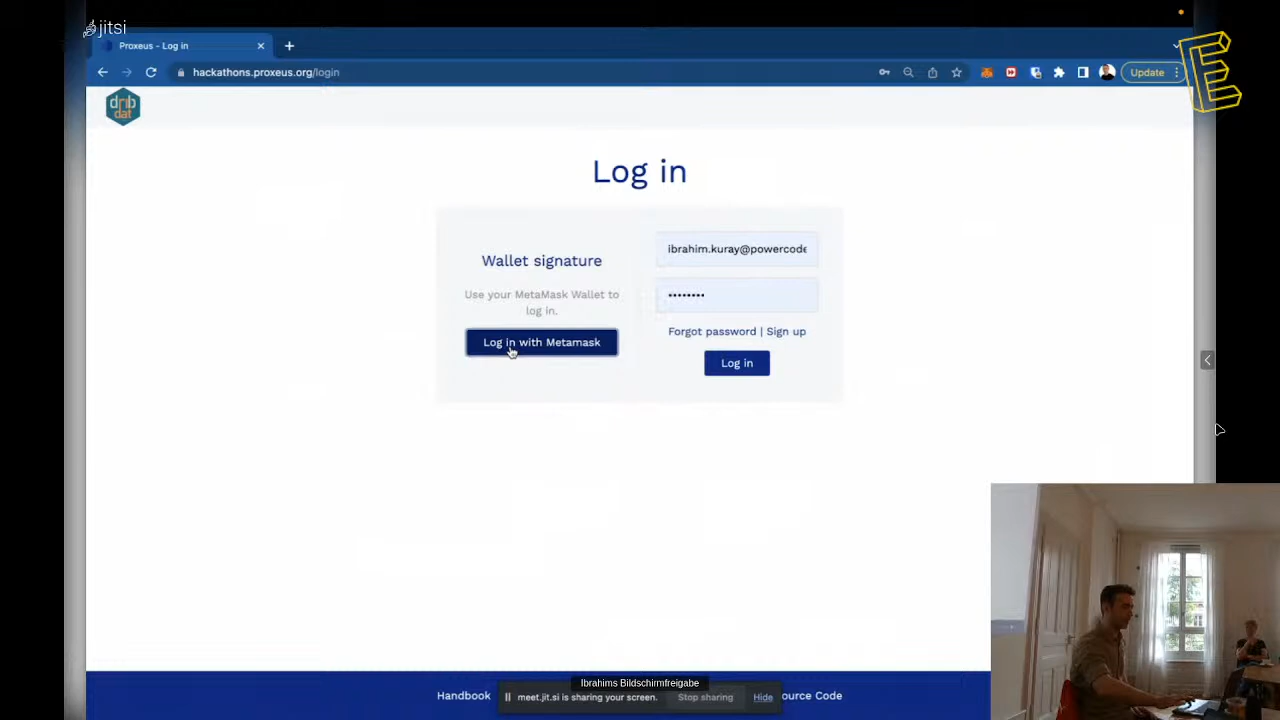 jitsi
Proxeus - Log in
hackathons.proxeus.org/login
Update
E
drib
dat
Log in
Wallet signature
Use your MetaMask Wallet to
log in.
Log in with Metamask
ibrahim.kuray@powercode
••••••••
Forgot password | Sign up
Log in
Ibrahims Bildschirmfreigabe
Handbook
meet.jit.si is sharing your screen.
Stop sharing
Hide
ource Code